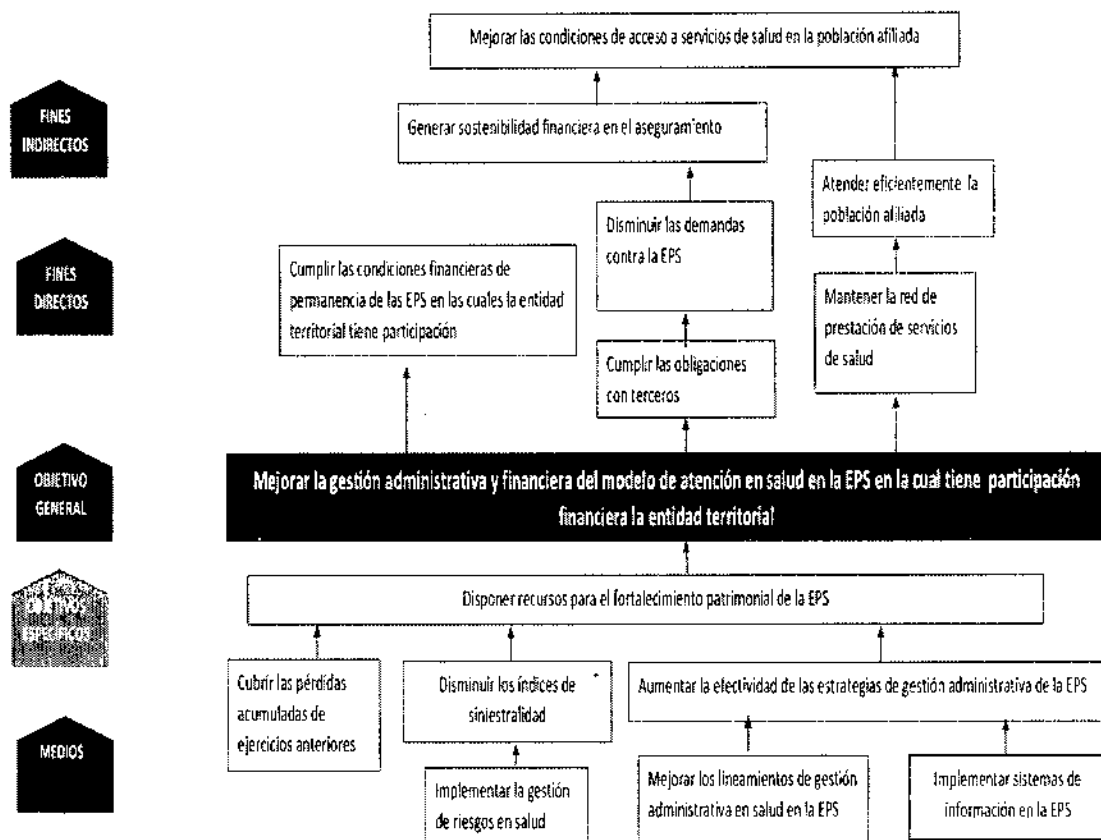 Mejorar las condiciones de acceso a servicios de salud en la población afiliada
FINES
INDIRECTOS
Generar sostenibilidad financiera en el aseguramiento
Atender eficientemente la
población afiliada
Disminuir las demandas
contra la EPS
FINES
DIRECTOS
Cumplir las condiciones financieras de
permanencia de las EPS en las cuales la entidad
territorial tiene participación
Mantener la red de
prestación de servicios
de salud
Cumplir las obligaciones
con terceros
OBJETIVO
GENERAL
Mejorar la gestión administrativa y financiera del modelo de atención en salud en la EPS en la cual tiene participación
financiera la entidad territorial
OBJETIVOS
ESPECÍFICOS
Disponer recursos para el fortalecimiento patrimonial de la EPS
Cubrir las pérdidas
acumuladas de
ejercicios anteriores
Disminuir los índices de
siniestralidad
Aumentar la efectividad de las estrategias de gestión administrativa de la EPS
MEDIOS
Implementar la gestión
de riesgos en salud
Mejorar los lineamientos de gestión
administrativa en salud en la EPS
Implementar sistemas de
información en la EPS